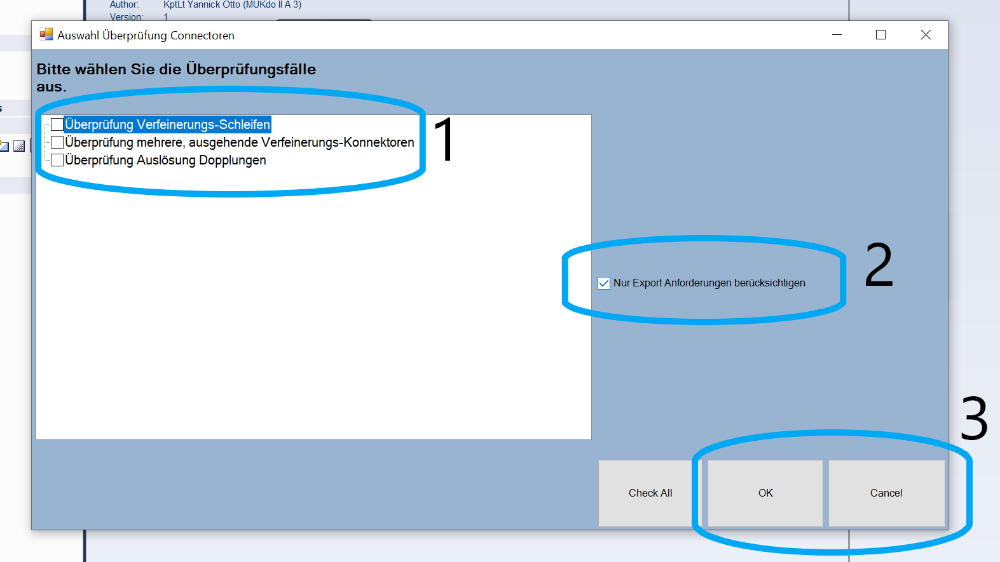 Author: KptLt Yannick Otto (MUKdo II A 3)
Version: 1
Auswahl Überprüfung Connectoren
Bitte wählen Sie die Überprüfungsfälle
aus.
Überprüfung Verfeinerungs-Schleifen
Überprüfung mehrere, ausgehende Verfeinerungs-Konnektoren
Überprüfung Auslösung Dopplungen
1
Nur Export Anforderungen berücksichtigen
2
3
Check All
OK
Cancel